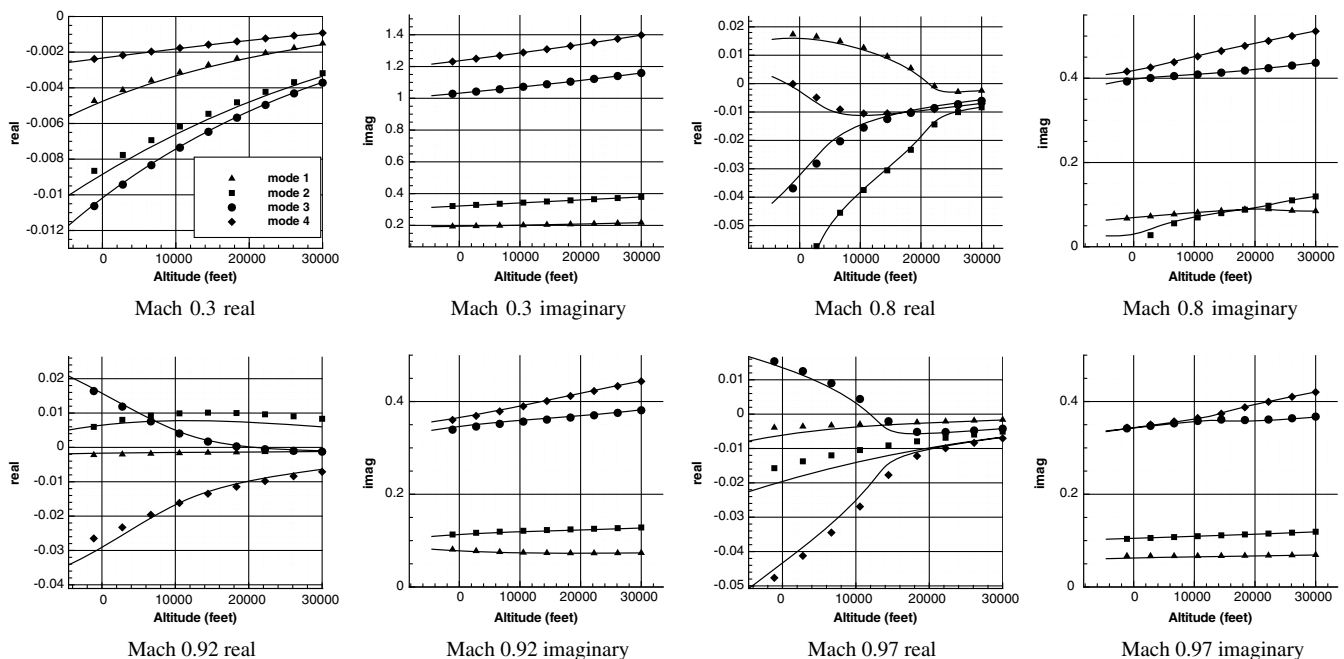 real
0
-0.002
-0.004
-0.006
-0.008
-0.01
-0.012
mode 1
mode 2
mode 3
mode 4
0
10000
20000
30000
Altitude (feet)
Mach 0.3 real
imag
1.4
1.2
1
0.8
0.6
0.4
0.2
0
10000
20000
30000
Altitude (feet)
Mach 0.3 imaginary
real
0.02
0.01
0
-0.01
-0.02
-0.03
-0.04
-0.05
0
10000
20000
30000
Altitude (feet)
Mach 0.8 real
imag
0.4
0.2
0
0
10000
20000
30000
Altitude (feet)
Mach 0.8 imaginary
real
0.02
0.01
0
-0.01
-0.02
-0.03
-0.04
0
10000
20000
30000
Altitude (feet)
Mach 0.92 real
imag
0.4
0.2
0
0
10000
20000
30000
Altitude (feet)
Mach 0.92 imaginary
real
0.01
0
-0.01
-0.02
-0.03
-0.04
-0.05
0
10000
20000
30000
Altitude (feet)
Mach 0.97 real
imag
0.4
0.2
0
0
10000
20000
30000
Altitude (feet)
Mach 0.97 imaginary